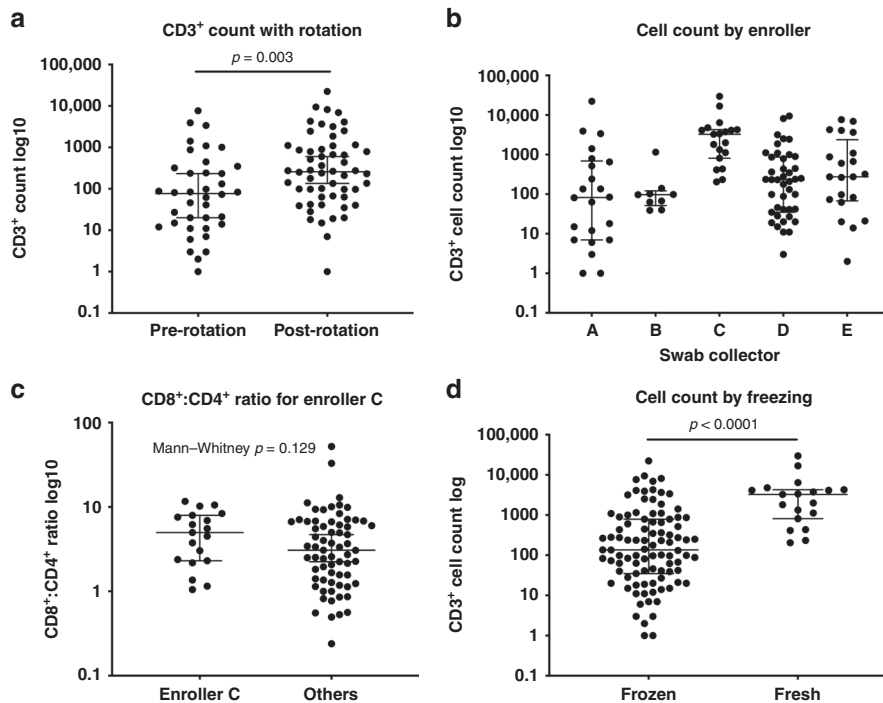 a
CD3⁺ count with rotation
p = 0.003
CD3⁺ count log10
100,000
10,000
1000
100
10
1
0.1
Pre-rotation
Post-rotation
b
Cell count by enroller
CD3⁺ cell count log10
100,000
10,000
1000
100
10
1
0.1
A B C D E
Swab collector
c
CD8⁺:CD4⁺ ratio for enroller C
Mann–Whitney p = 0.129
CD8⁺:CD4⁺ ratio log10
100
10
1
0.1
Enroller C
Others
d
Cell count by freezing
p < 0.0001
CD3⁺ cell count log
100,000
10,000
1000
100
10
1
0.1
Frozen
Fresh